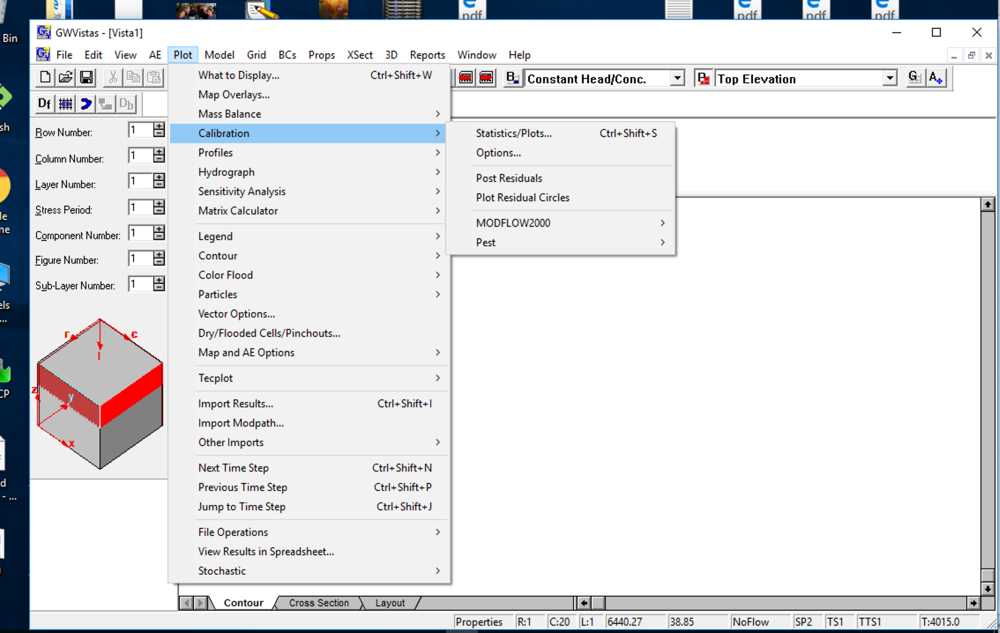 pdf
pdf
pdf
pdf
pdf
Bin
GWVistas - [Vista1]
File Edit View AE Plot Model Grid BCs Props XSect 3D Reports Window Help
What to Display... Ctrl+Shift+W
Constant Head/Conc.
Top Elevation
Map Overlays...
Df
Db
Mass Balance
sh
Row Number: 1
Calibration
Statistics/Plots... Ctrl+Shift+S
Column Number: 1
Profiles
Options...
Hydrograph
Layer Number: 1
Post Residuals
Sensitivity Analysis
Plot Residual Circles
Stress Period: 1
Matrix Calculator
le
ne
MODFLOW2000
Component Number: 1
Legend
Pest
Figure Number: 1
Contour
Sub-Layer Number: 1
Color Flood
Particles
els
...
Vector Options...
r c
l
Dry/Flooded Cells/Pinchouts...
Map and AE Options
Tecplot
z
y
CP
Import Results... Ctrl+Shift+I
Import Modpath...
x
Other Imports
Next Time Step Ctrl+Shift+N
d
- ...
Previous Time Step Ctrl+Shift+P
Jump to Time Step Ctrl+Shift+J
File Operations
View Results in Spreadsheet...
Stochastic
Contour Cross Section Layout
Properties R:1 C:20 L:1 6440.27 38.85 NoFlow SP2 TS1 TTS1 T:4015.0